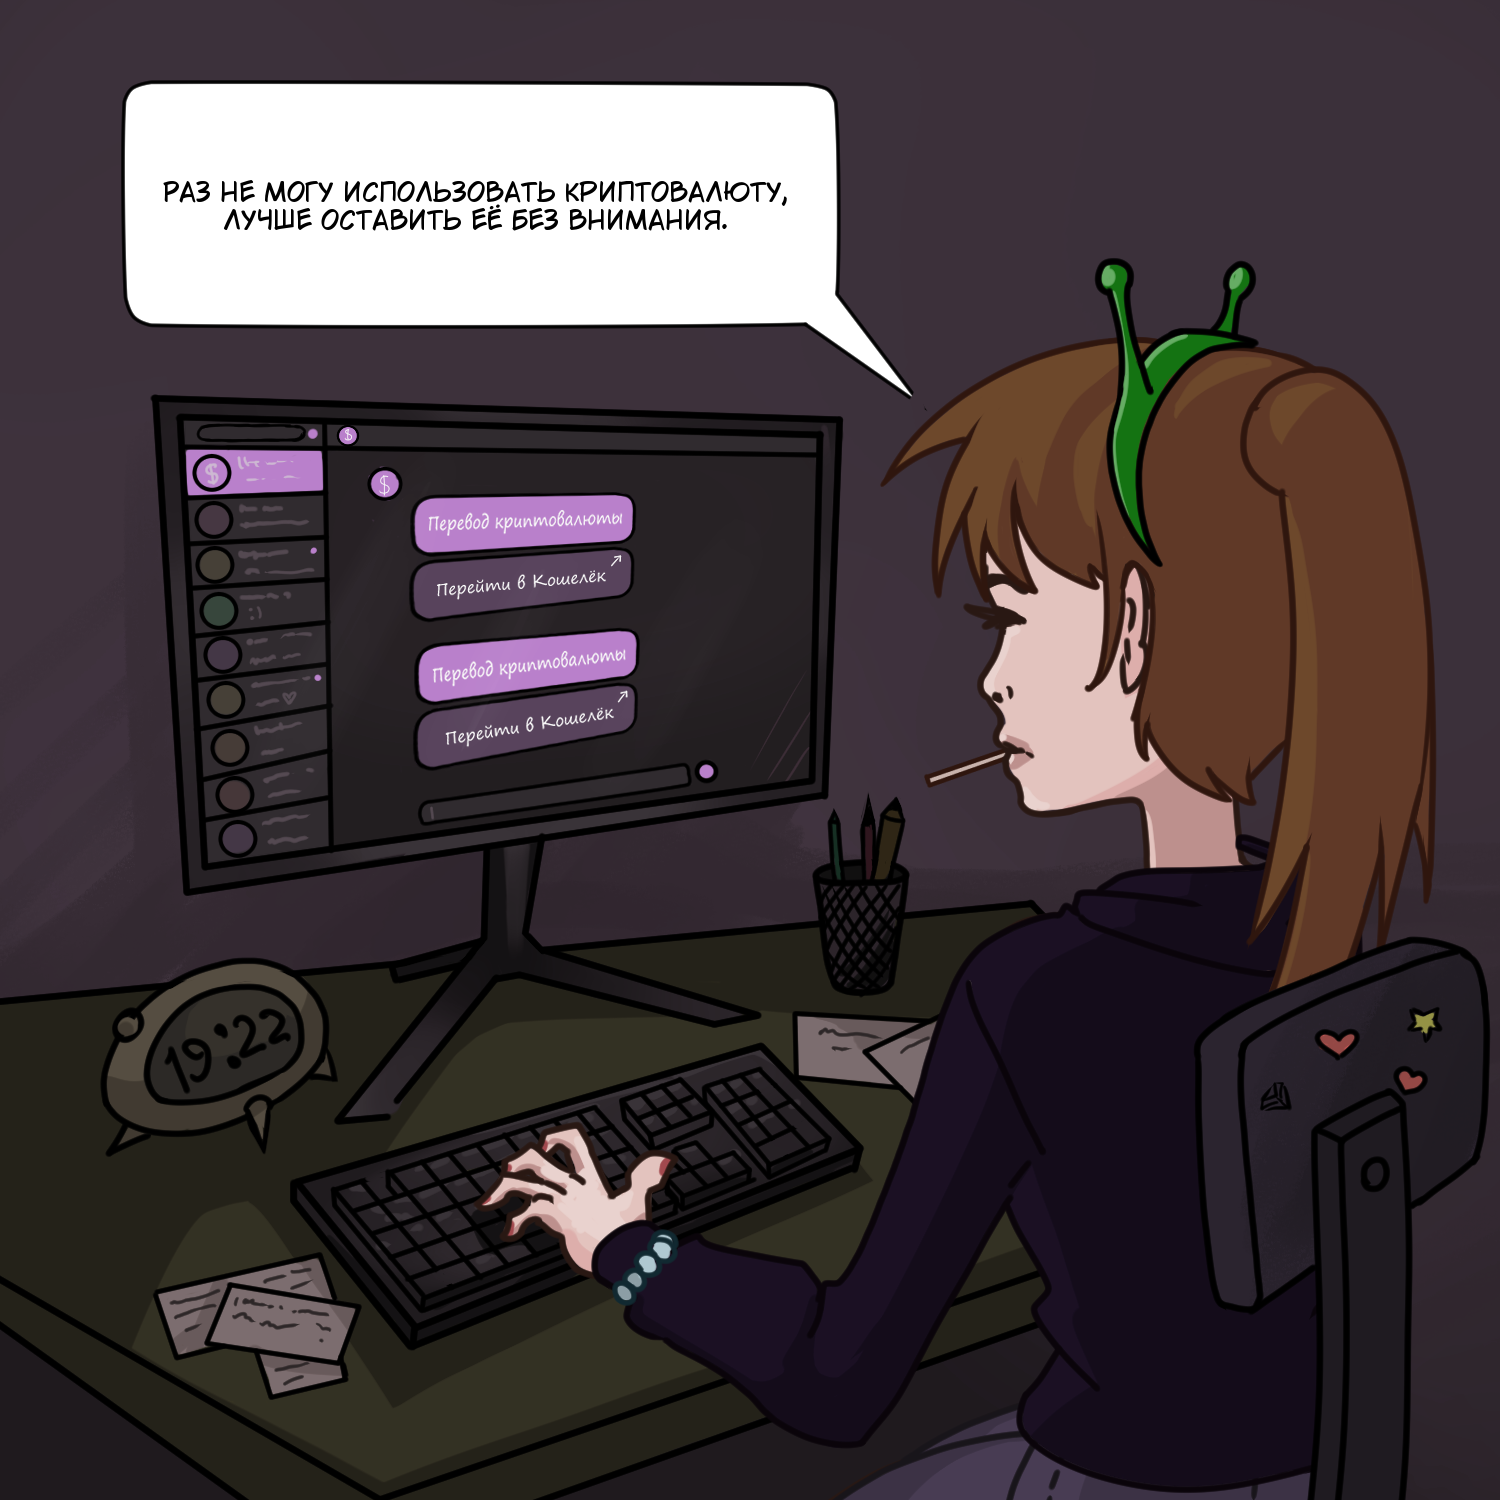 РАЗ НЕ МОГУ ИСПОЛЬЗОВАТЬ КРИПТОВАЛЮТУ,
ЛУЧШЕ ОСТАВИТЬ ЕЁ БЕЗ ВНИМАНИЯ.
$
$
$
Перевод криптовалюты
Перейти в Кошелёк
Перевод криптовалюты
Перейти в Кошелёк
:)
19:22